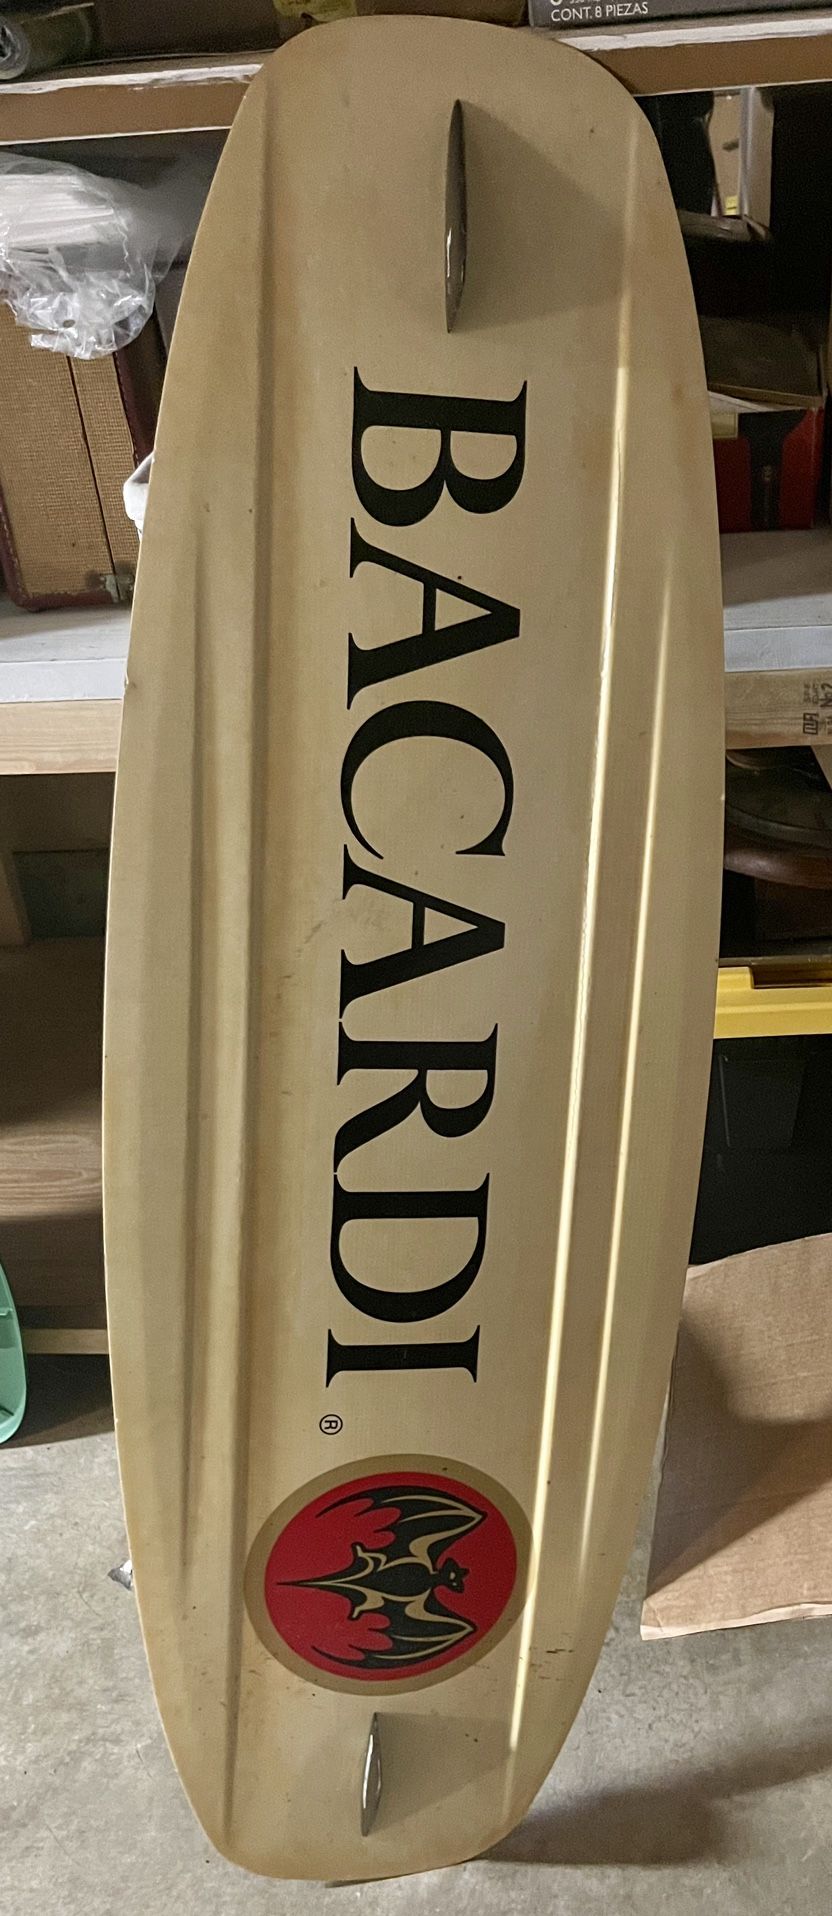 CONT. 8 PIEZAS
BACARDI
®